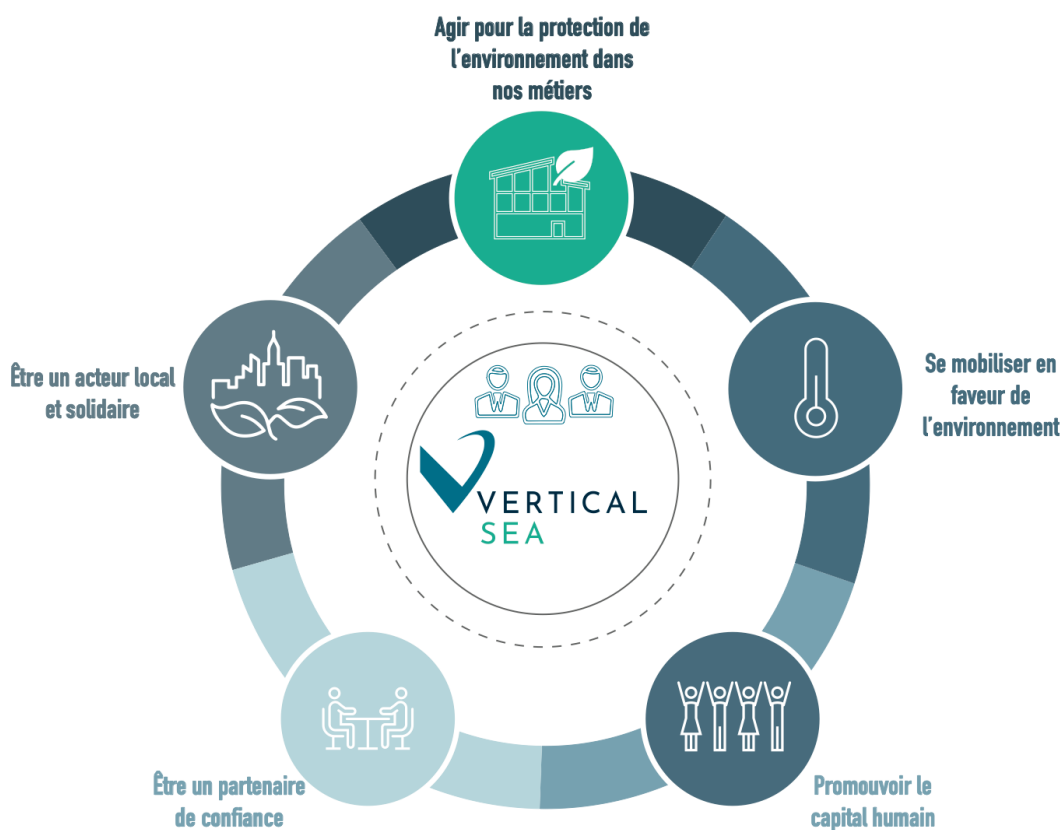 Agir pour la protection de
l'environnement dans
nos métiers
Se mobiliser en
faveur de
l'environnement
Être un acteur local
et solidaire
VERTICAL
SEA
Être un partenaire
de confiance
Promouvoir le
capital humain